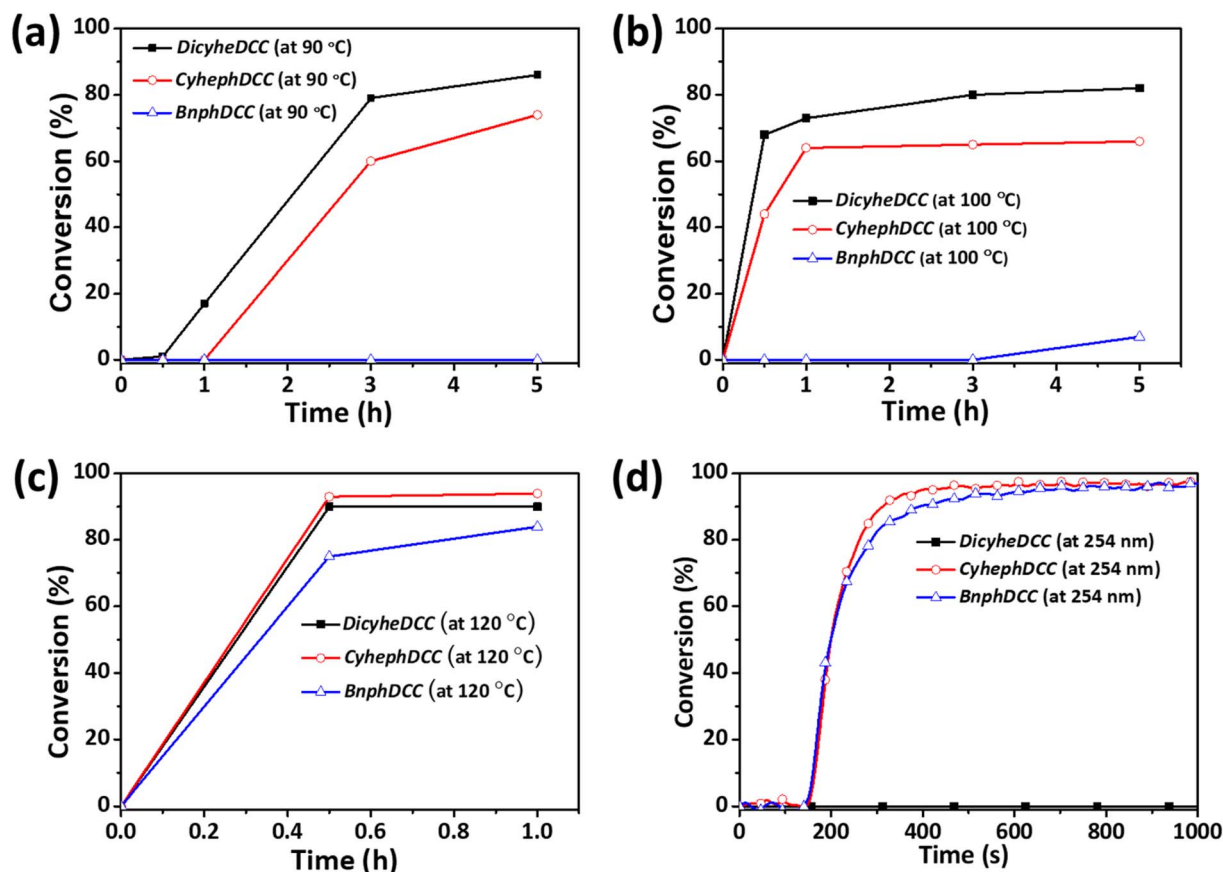 (a)
Conversion (%)
100
80
60
40
20
0
DicyheDCC (at 90 °C)
CyhephDCC (at 90 °C)
BnphDCC (at 90 °C)
0 1 2 3 4 5
Time (h)
(b)
Conversion (%)
100
80
60
40
20
0
DicyheDCC (at 100 °C)
CyhephDCC (at 100 °C)
BnphDCC (at 100 °C)
0 1 2 3 4 5
Time (h)
(c)
Conversion (%)
100
80
60
40
20
0
DicyheDCC (at 120 °C)
CyhephDCC (at 120 °C)
BnphDCC (at 120 °C)
0.0 0.2 0.4 0.6 0.8 1.0
Time (h)
(d)
Conversion (%)
100
80
60
40
20
0
DicyheDCC (at 254 nm)
CyhephDCC (at 254 nm)
BnphDCC (at 254 nm)
0 200 400 600 800 1000
Time (s)